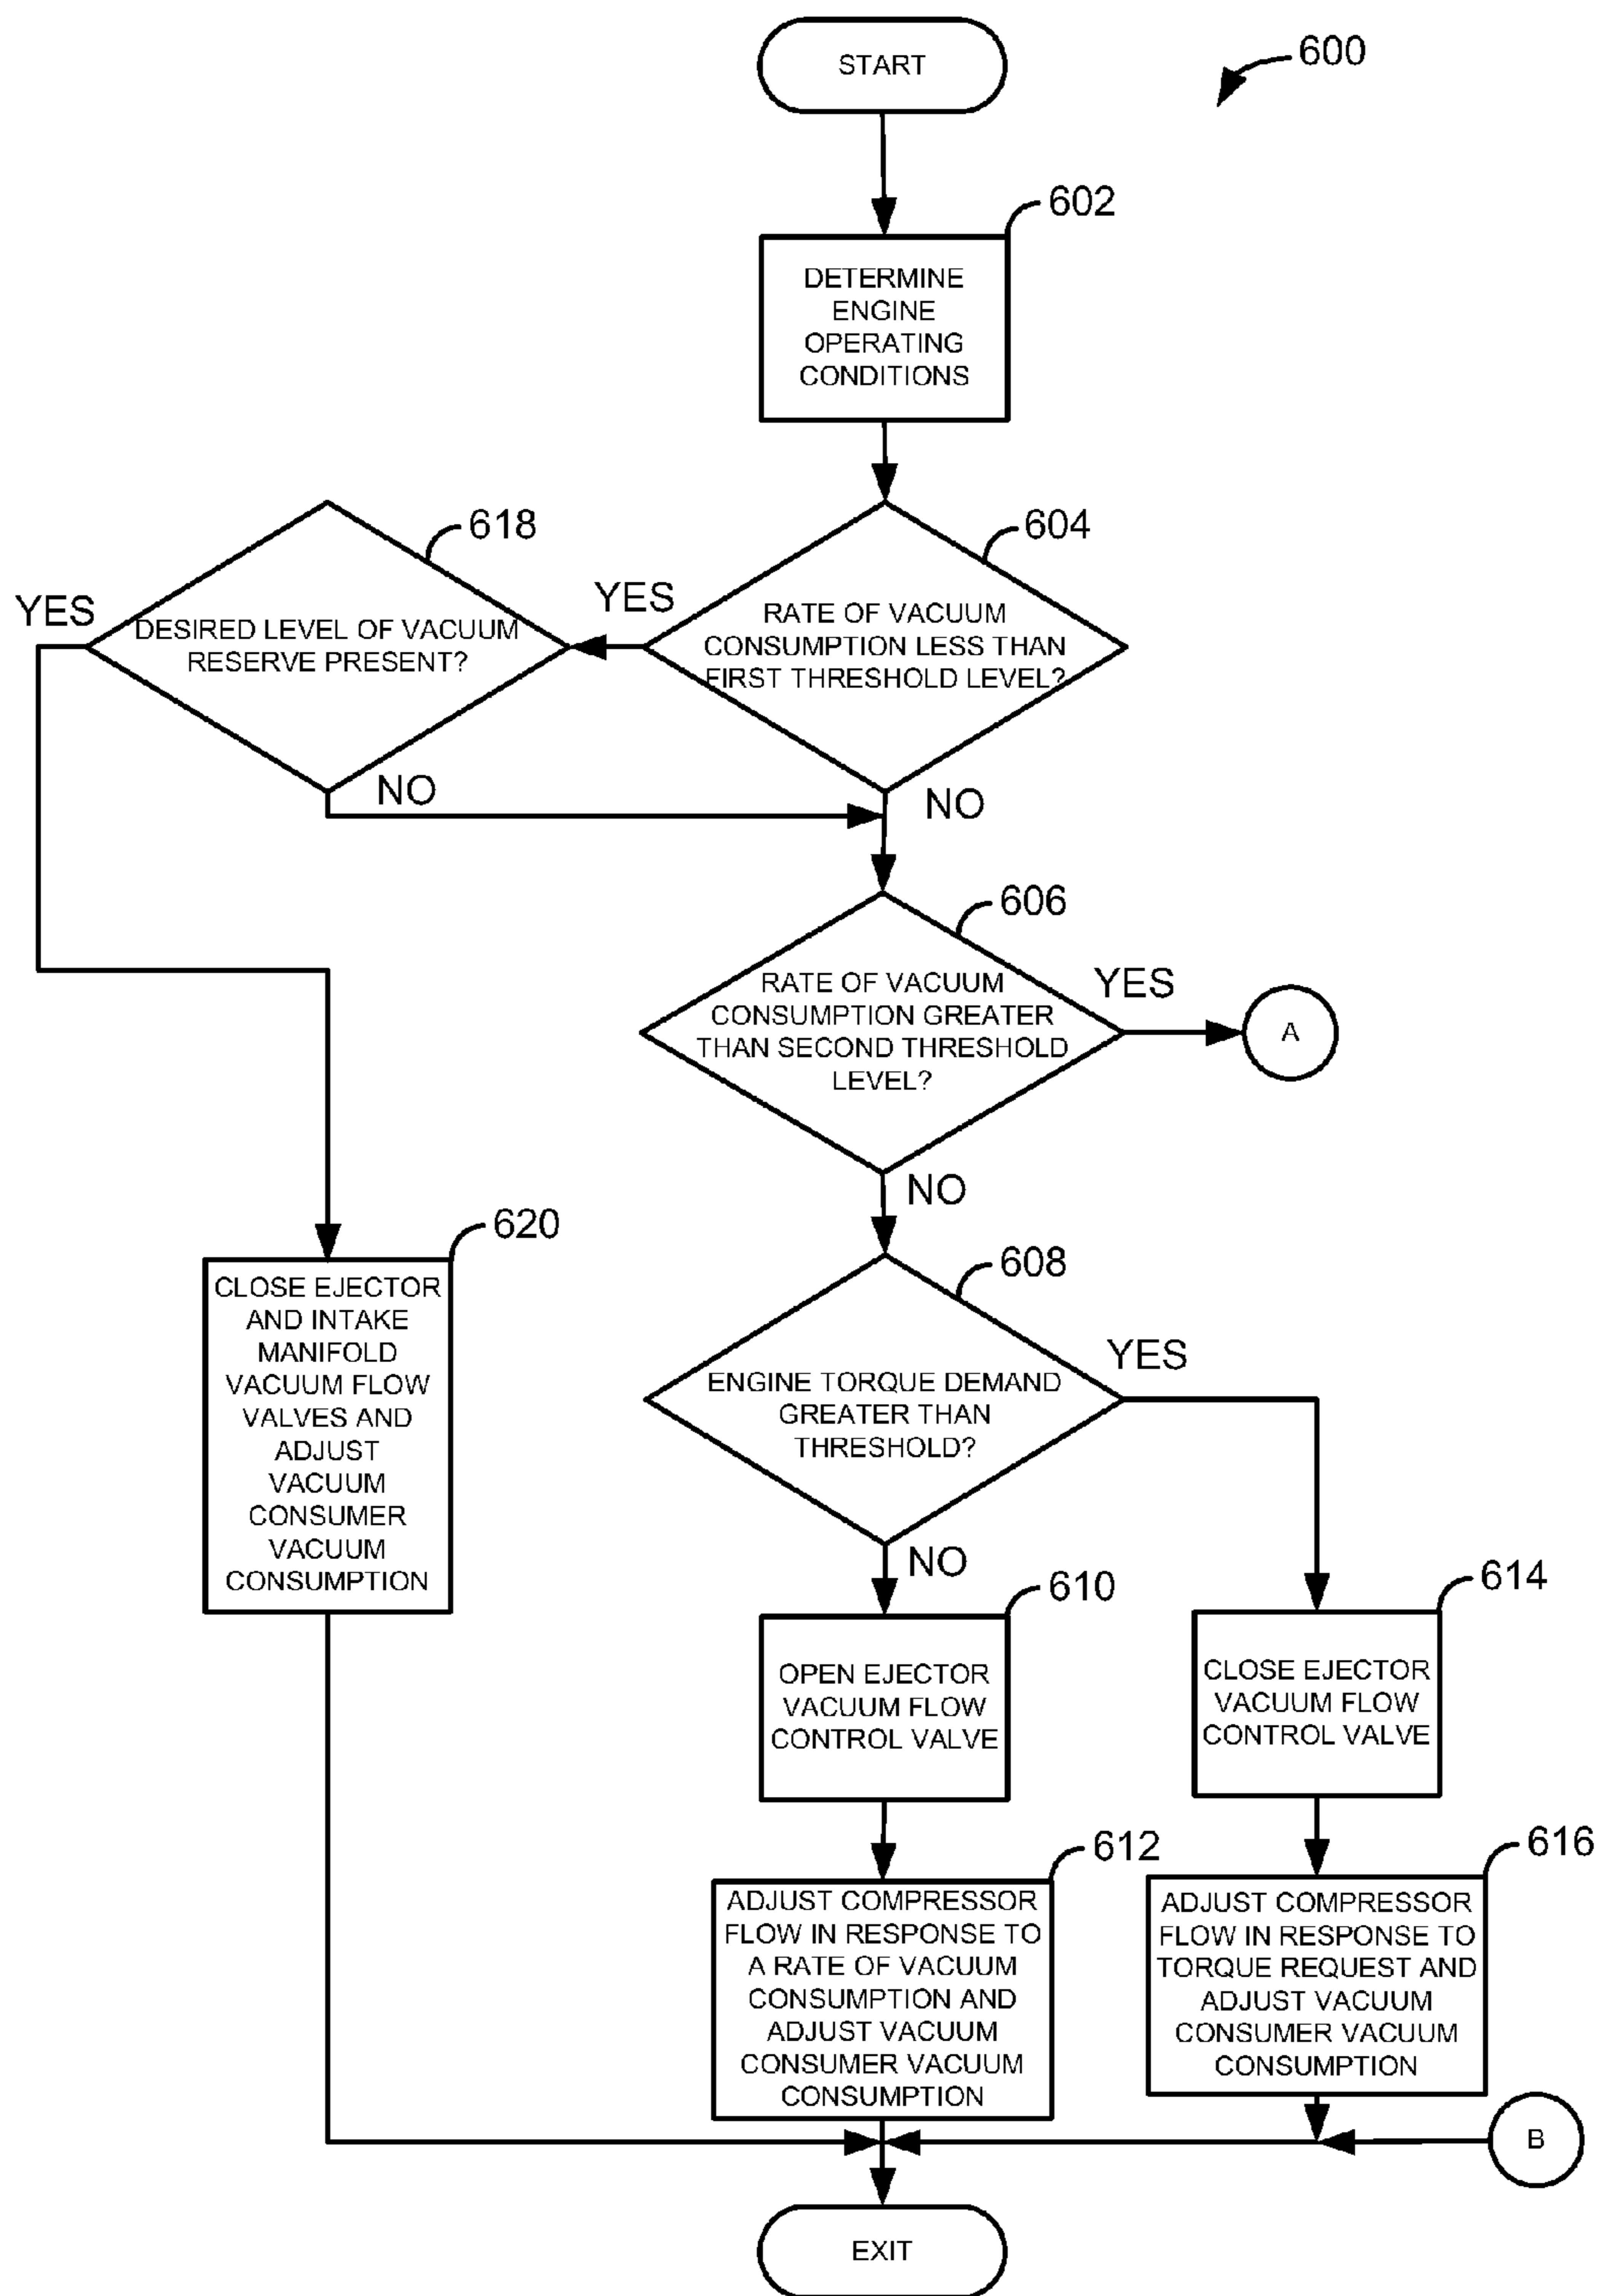 START
600
602
DETERMINE
ENGINE
OPERATING
CONDITIONS
618
604
YES
YES
DESIRED LEVEL OF VACUUM
RESERVE PRESENT?
RATE OF VACUUM
CONSUMPTION LESS THAN
FIRST THRESHOLD LEVEL?
NO
NO
606
RATE OF VACUUM
CONSUMPTION GREATER
THAN SECOND THRESHOLD
LEVEL?
YES
A
NO
620
CLOSE EJECTOR
AND INTAKE
MANIFOLD
VACUUM FLOW
VALVES AND
ADJUST
VACUUM
CONSUMER
VACUUM
CONSUMPTION
608
ENGINE TORQUE DEMAND
GREATER THAN
THRESHOLD?
YES
NO
610
OPEN EJECTOR
VACUUM FLOW
CONTROL VALVE
614
CLOSE EJECTOR
VACUUM FLOW
CONTROL VALVE
612
ADJUST COMPRESSOR
FLOW IN RESPONSE TO
A RATE OF VACUUM
CONSUMPTION AND
ADJUST VACUUM
CONSUMER VACUUM
CONSUMPTION
616
ADJUST COMPRESSOR
FLOW IN RESPONSE TO
TORQUE REQUEST AND
ADJUST VACUUM
CONSUMER VACUUM
CONSUMPTION
B
EXIT